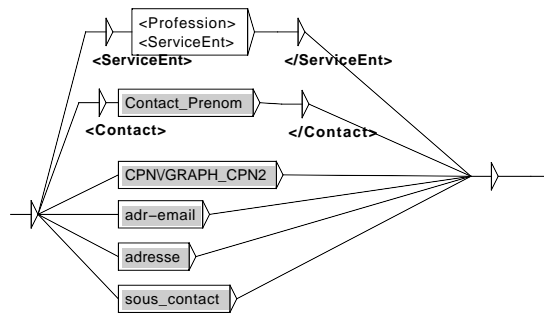 <Profession>
<ServiceEnt>
<ServiceEnt>
</ServiceEnt>
Contact_Prenom
<Contact>
</Contact>
CPN\/GRAPH_CPN2
adr−email
adresse
sous_contact